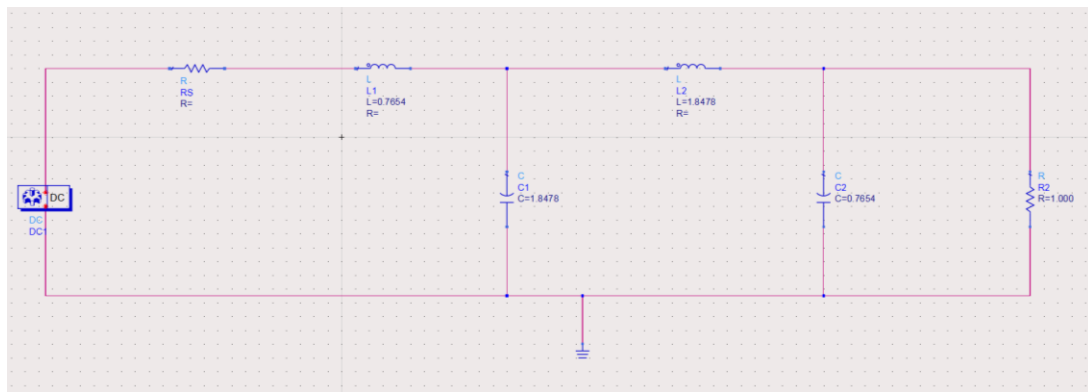 R
RS
R=
L
L1
L=0.7654
R=
L
L2
L=1.8478
R=
DC
DC
DC1
C
C1
C=1.8478
C
C2
C=0.7654
R
R2
R=1.000